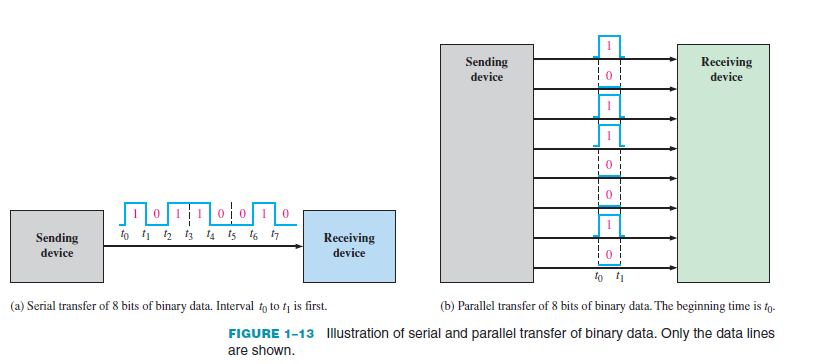 Sending
device
1 0 1 1 0 0 1 0
t0 t1 t2 t3 t4 t5 t6 t7
Receiving
device
(a) Serial transfer of 8 bits of binary data. Interval t0 to t1 is first.
Sending
device
1
0
1
1
0
0
1
0
t0 t1
Receiving
device
(b) Parallel transfer of 8 bits of binary data. The beginning time is t0.
FIGURE 1–13 Illustration of serial and parallel transfer of binary data. Only the data lines
are shown.